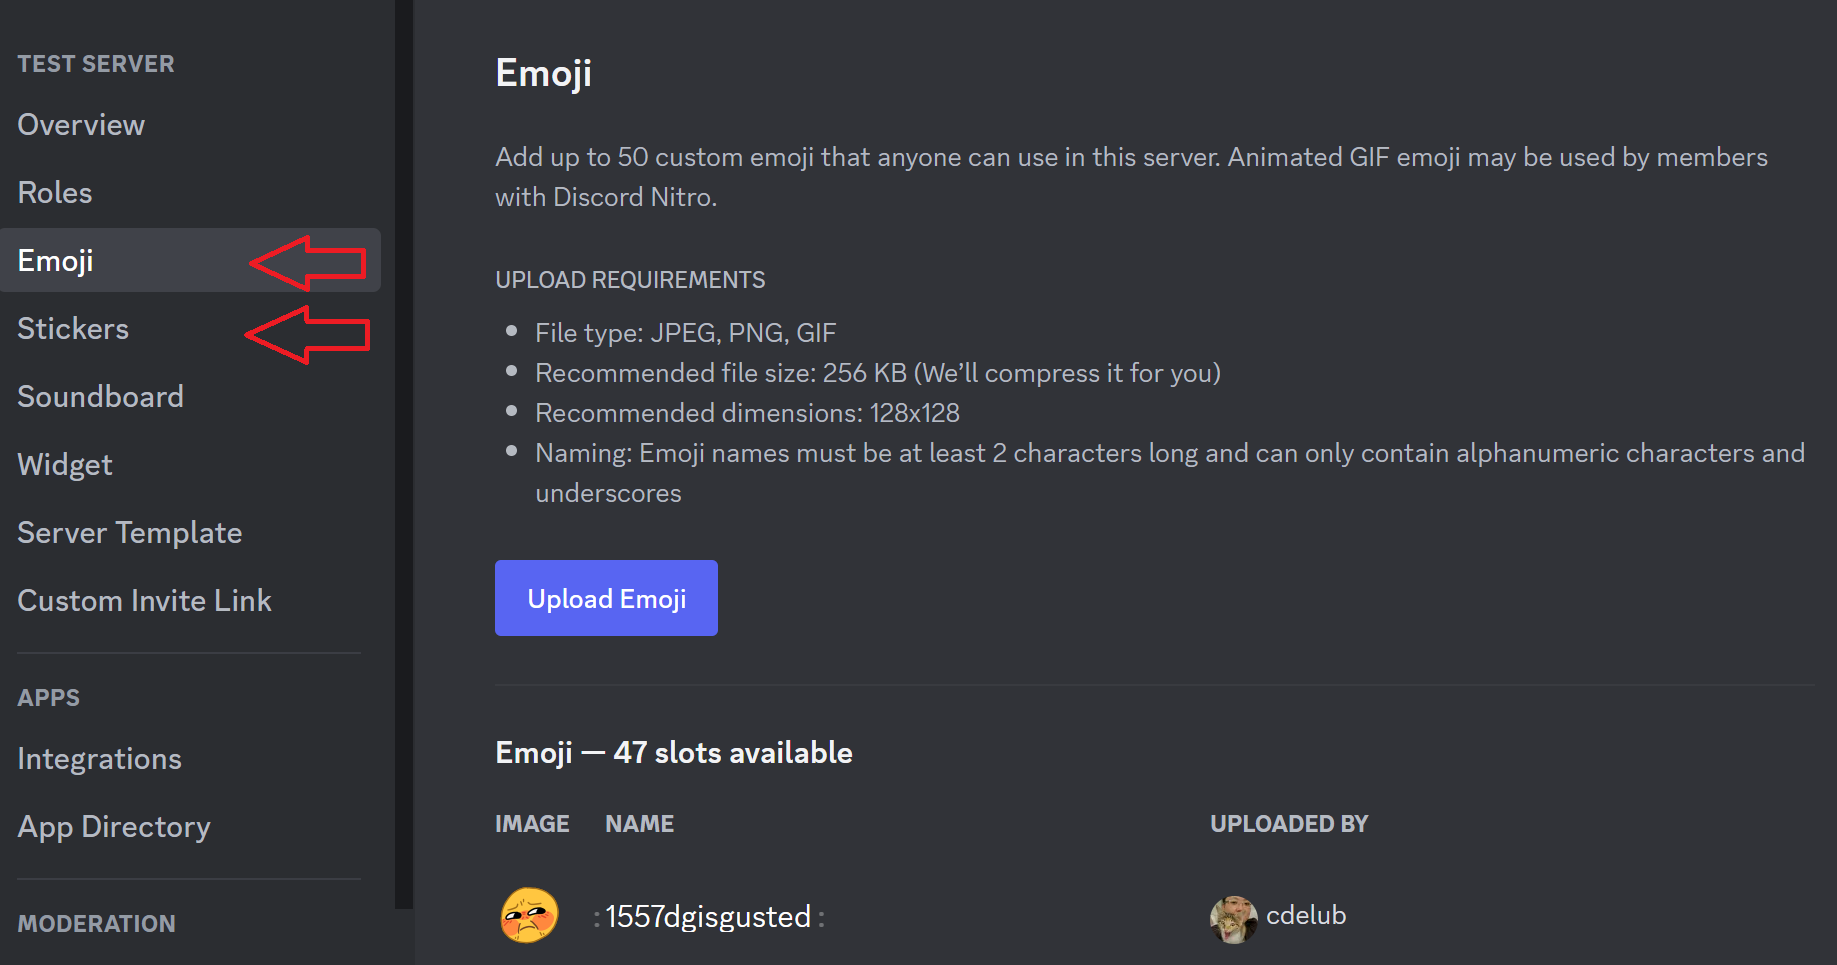 TEST SERVER
Overview
Roles
Emoji
Stickers
Soundboard
Widget
Server Template
Custom Invite Link
APPS
Integrations
App Directory
MODERATION
Emoji
Add up to 50 custom emoji that anyone can use in this server. Animated GIF emoji may be used by members
with Discord Nitro.
UPLOAD REQUIREMENTS
File type: JPEG, PNG, GIF
Recommended file size: 256 KB (We’ll compress it for you)
Recommended dimensions: 128x128
Naming: Emoji names must be at least 2 characters long and can only contain alphanumeric characters and
underscores
Upload Emoji
Emoji — 47 slots available
IMAGE NAME UPLOADED BY
:1557dgisgusted: cdelub